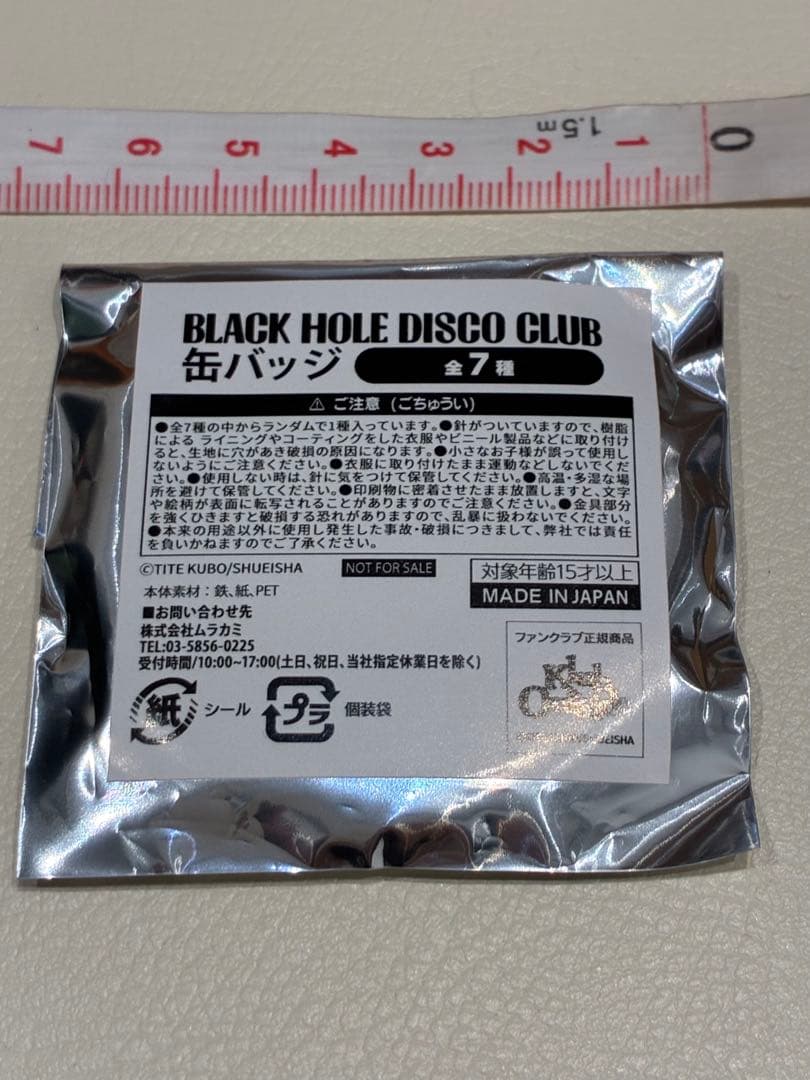 0 1 2 3 4 5 6 7
1.5m
BLACK HOLE DISCO CLUB
缶バッジ 全7種
⚠ ご注意 (ごちゅうい)
●全7種の中からランダムで1種入っています。●針がついていますので、樹脂
による ライニングやコーティングをした衣服やビニール製品などに取り付け
ると、生地に穴があき破損の原因になります。●小さなお子様が誤って使用し
ないようにご注意ください。●衣服に取り付けたまま運動などしないでくだ
さい。●使用しない時は、針に気をつけて保管してください。●高温・多湿な場
所を避けて保管してください。●印刷物に密着させたまま放置しますと、文字
や絵柄が表面に転写されることがありますのでご注意ください。●金具部分
を強くひきますと破損する恐れがありますので、乱暴に扱わないでください。
●本来の用途以外に使用し発生した事故・破損につきまして、弊社では責任
を負いかねますのでご了承ください。
©TITE KUBO/SHUEISHA NOT FOR SALE 対象年齢15才以上
本体素材：鉄、紙、PET MADE IN JAPAN
■お問い合わせ先
株式会社ムラカミ
TEL:03-5856-0225
受付時間/10:00~17:00(土日、祝日、当社指定休業日を除く)
紙 シール プラ 個装袋
ファンクラブ正規商品